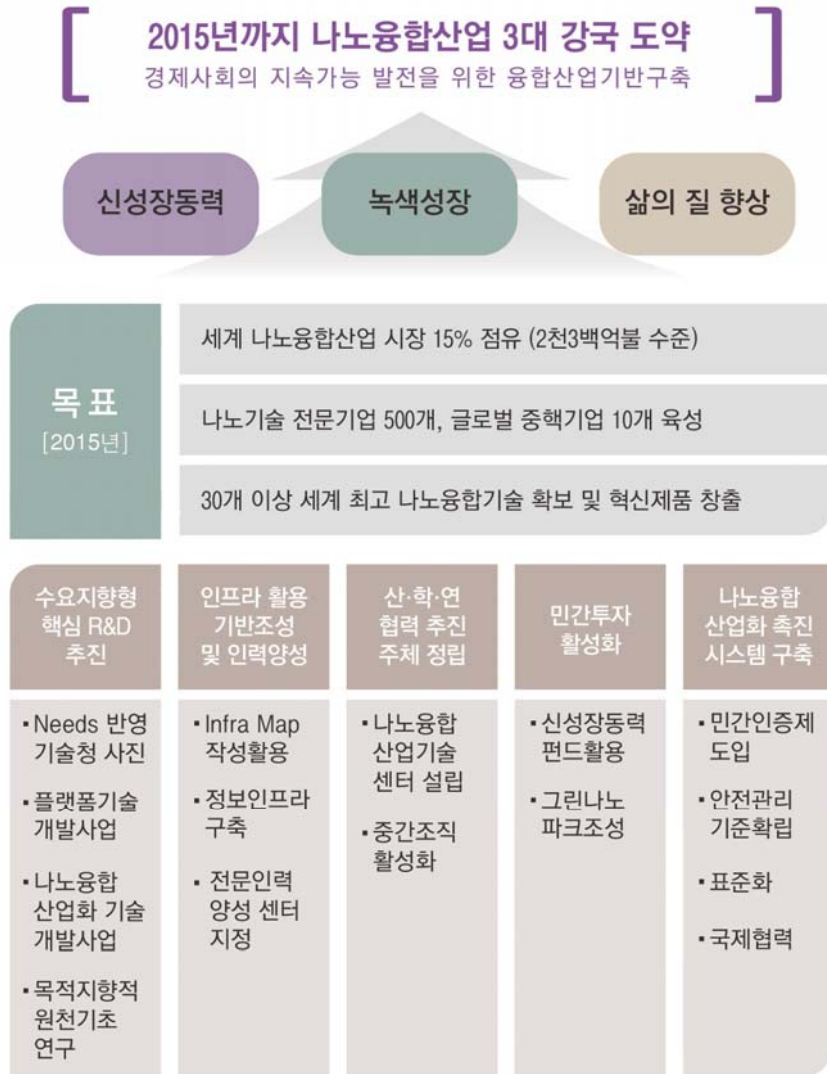 2015년까지 나노융합산업 3대 강국 도약
경제사회의 지속가능 발전을 위한 융합산업기반구축
신성장동력
녹색성장
삶의 질 향상
목 표
[2015년]
세계 나노융합산업 시장 15% 점유 (2천3백억불 수준)
나노기술 전문기업 500개, 글로벌 중핵기업 10개 육성
30개 이상 세계 최고 나노융합기술 확보 및 혁신제품 창출
수요지향형
핵심 R&D
추진
▪Needs 반영
기술청 사진
▪플랫폼기술
개발사업
▪나노융합
산업화 기술
개발사업
▪목적지향적
원천기초
연구
인프라 활용
기반조성
및 인력양성
▪Infra Map
작성활용
▪정보인프라
구축
▪전문인력
양성 센터
지정
산·학·연
협력 추진
주체 정립
▪나노융합
산업기술
센터 설립
▪중간조직
활성화
민간투자
활성화
▪신성장동력
펀드활용
▪그린나노
파크조성
나노융합
산업화 촉진
시스템 구축
▪민간인증제
도입
▪안전관리
기준확립
▪표준화
▪국제협력